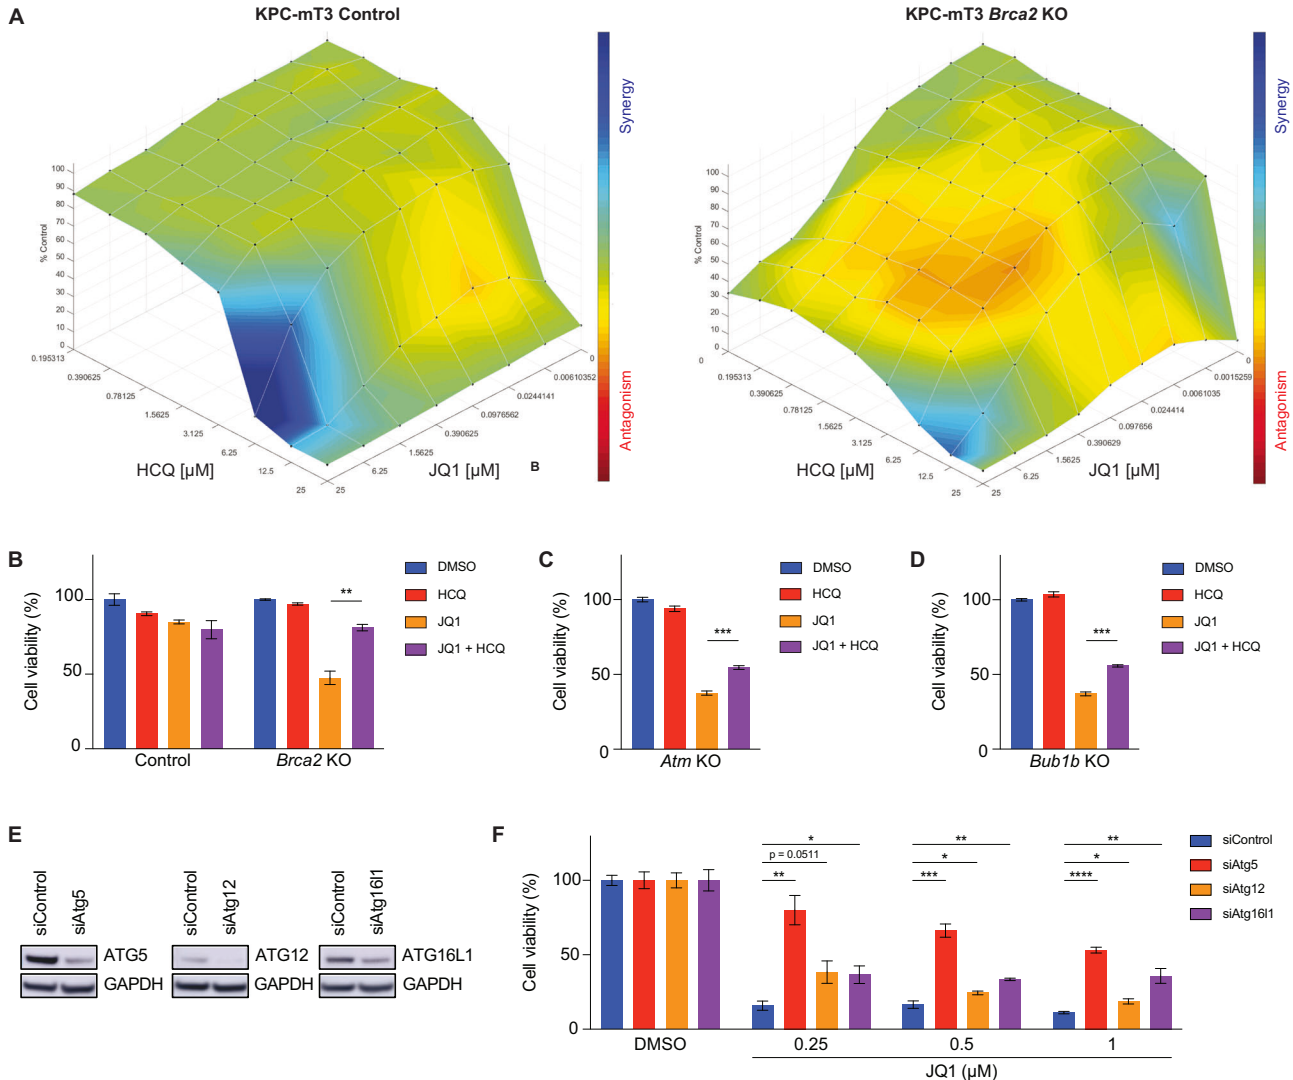 A
KPC-mT3 Control
KPC-mT3 Brca2 KO
Synergy
Antagonism
% Control
100
90
80
70
60
50
40
30
20
10
0
0.195313
0.390625
0.78125
1.5625
3.125
6.25
12.5
25
HCQ [µM]
0
0.00610352
0.0244141
0.0976562
0.390625
1.5625
6.25
25
JQ1 [µM]
B
Synergy
Antagonism
% Control
100
90
80
70
60
50
40
30
20
10
0
0
0.195313
0.390625
0.78125
1.5625
3.125
6.25
12.5
25
HCQ [µM]
0
0.0015259
0.0061035
0.024414
0.097656
0.390629
1.5625
6.25
25
JQ1 [µM]
B
Cell viability (%)
100
50
0
**
Control
Brca2 KO
DMSO
HCQ
JQ1
JQ1 + HCQ
C
Cell viability (%)
100
50
0
***
Atm KO
DMSO
HCQ
JQ1
JQ1 + HCQ
D
Cell viability (%)
100
50
0
***
Bub1b KO
DMSO
HCQ
JQ1
JQ1 + HCQ
E
siControl
siAtg5
ATG5
GAPDH
siControl
siAtg12
ATG12
GAPDH
siControl
siAtg16l1
ATG16L1
GAPDH
F
Cell viability (%)
100
50
0
*
p = 0.0511
**
**
*
***
**
*
****
DMSO
0.25
0.5
1
JQ1 (µM)
siControl
siAtg5
siAtg12
siAtg16l1